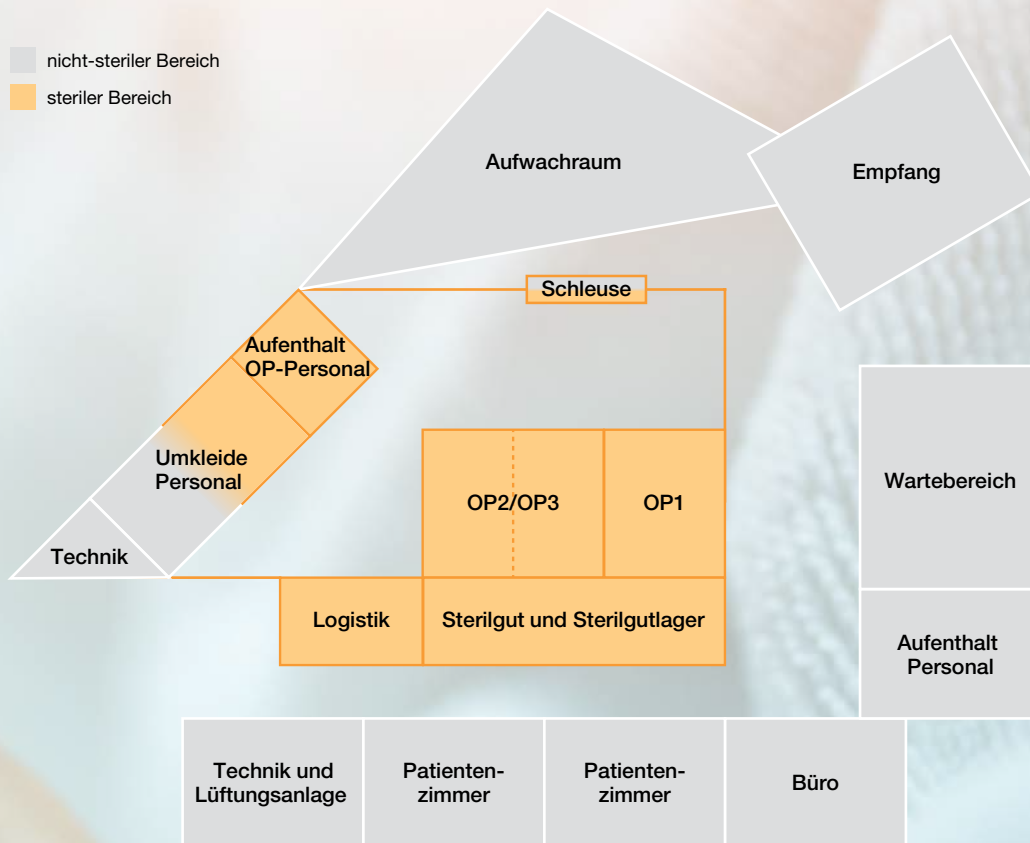 nicht-steriler Bereich
steriler Bereich
Aufwachraum
Empfang
Schleuse
Aufenthalt
OP-Personal
Umkleide
Personal
Technik
OP2/OP3
OP1
Wartebereich
Logistik
Sterilgut und Sterilgutlager
Aufenthalt
Personal
Technik und
Lüftungsanlage
Patienten-
zimmer
Patienten-
zimmer
Büro